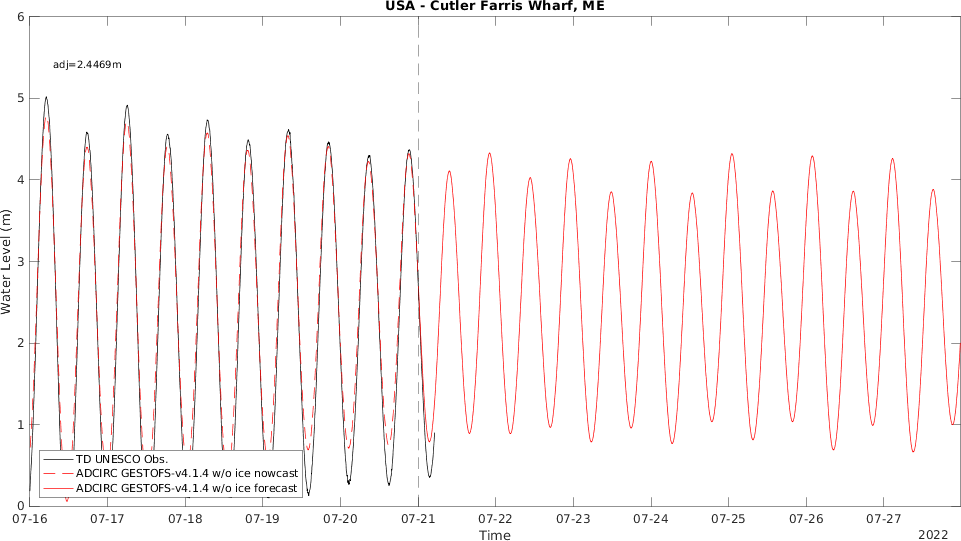 USA - Cutler Farris Wharf, ME
6
adj=2.4469m
5
4
3
2
1
0
Water Level (m)
TD UNESCO Obs.
ADCIRC GESTOFS-v4.1.4 w/o ice nowcast
ADCIRC GESTOFS-v4.1.4 w/o ice forecast
07-16 07-17 07-18 07-19 07-20 07-21 07-22 07-23 07-24 07-25 07-26 07-27
Time
2022